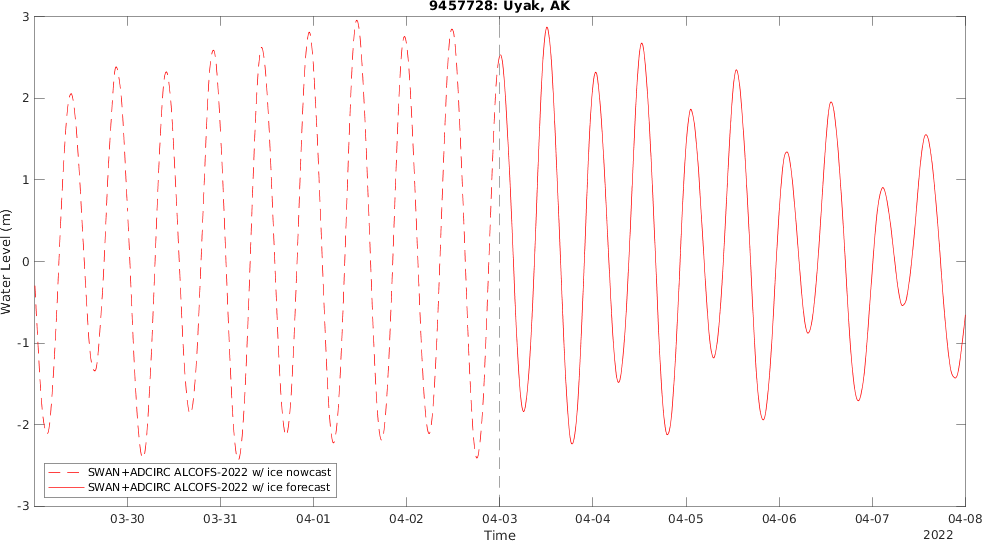 9457728: Uyak, AK
3
2
1
0
-1
-2
-3
Water Level (m)
SWAN+ADCIRC ALCOFS-2022 w/ ice nowcast
SWAN+ADCIRC ALCOFS-2022 w/ ice forecast
03-30 03-31 04-01 04-02 04-03 04-04 04-05 04-06 04-07 04-08
Time
2022